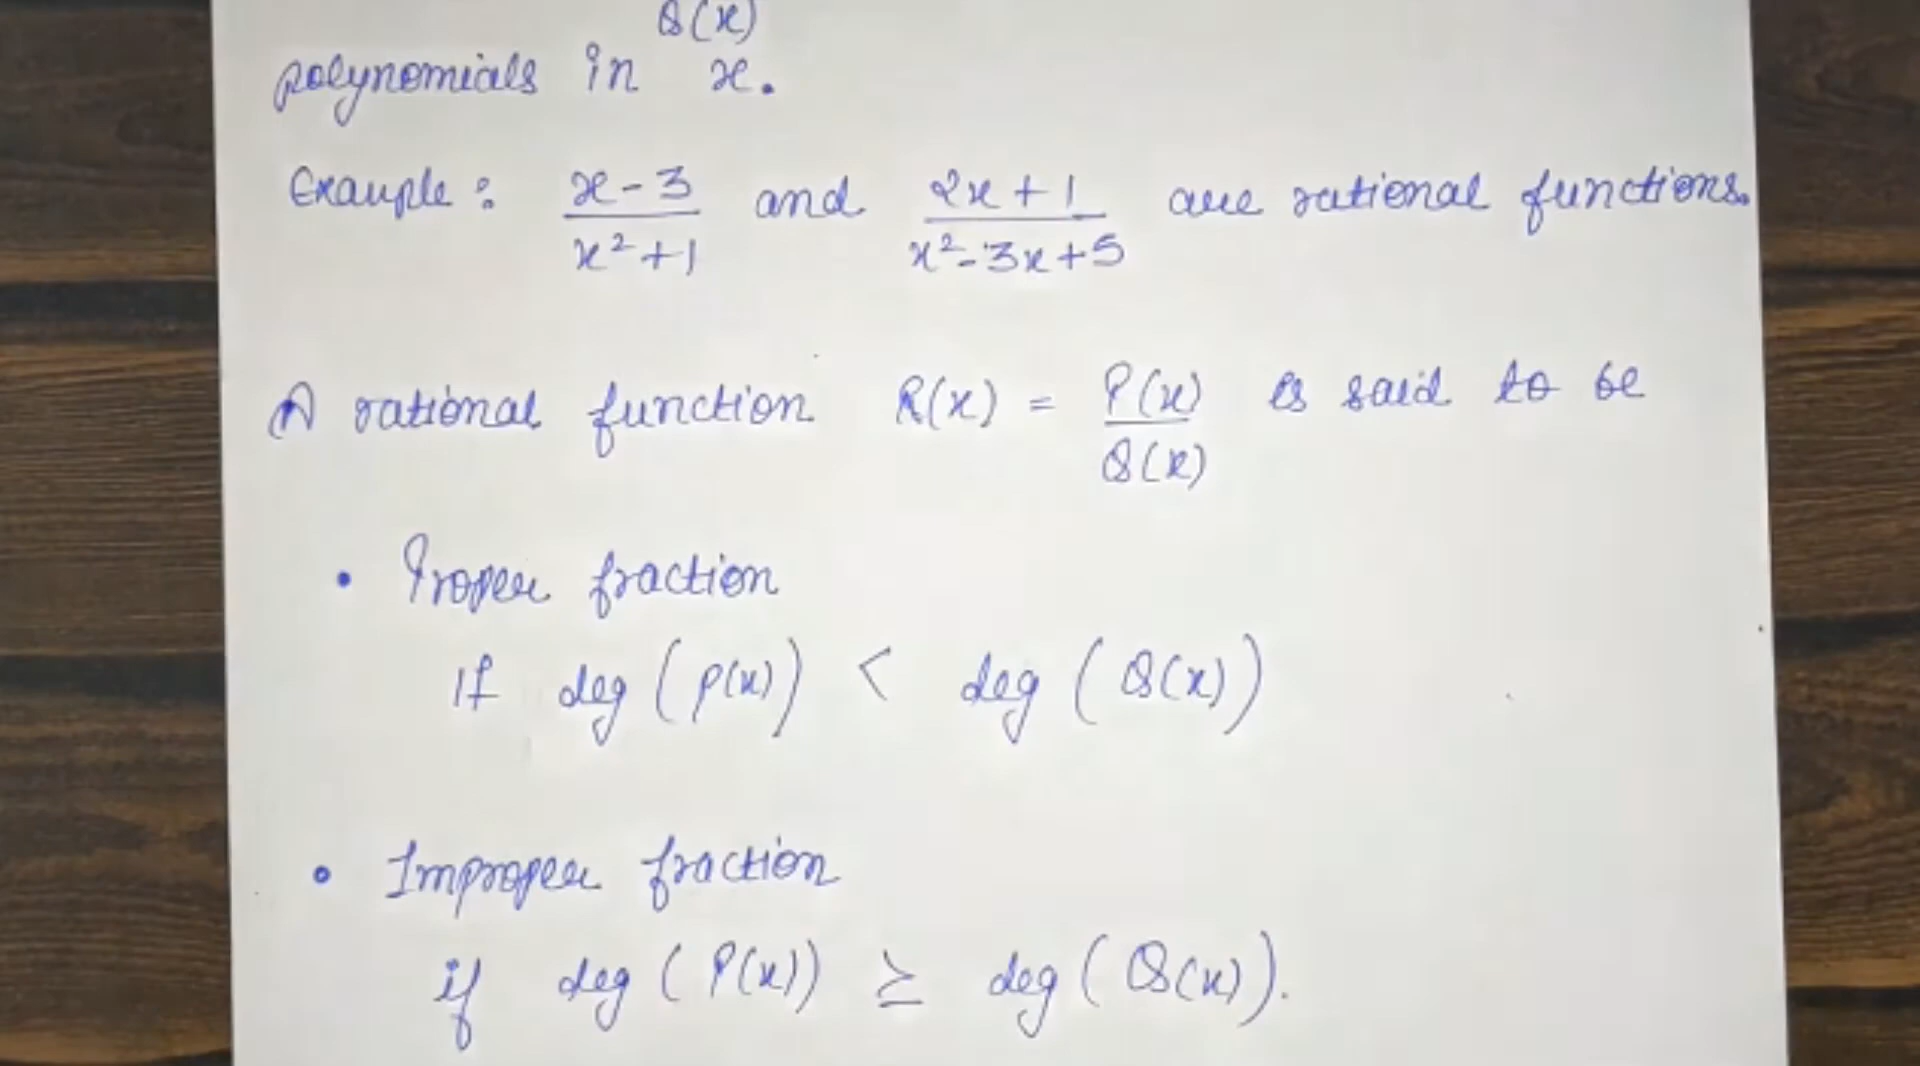 Q(x)
polynomials in x.
Example: x-3/x²+1 and 2x+1/x²-3x+5 are rational functions.
A rational function R(x) = P(x)/Q(x) is said to be
• Proper fraction
if deg (P(x)) < deg (Q(x))
• Improper fraction
if deg (P(x)) ≥ deg (Q(x)).